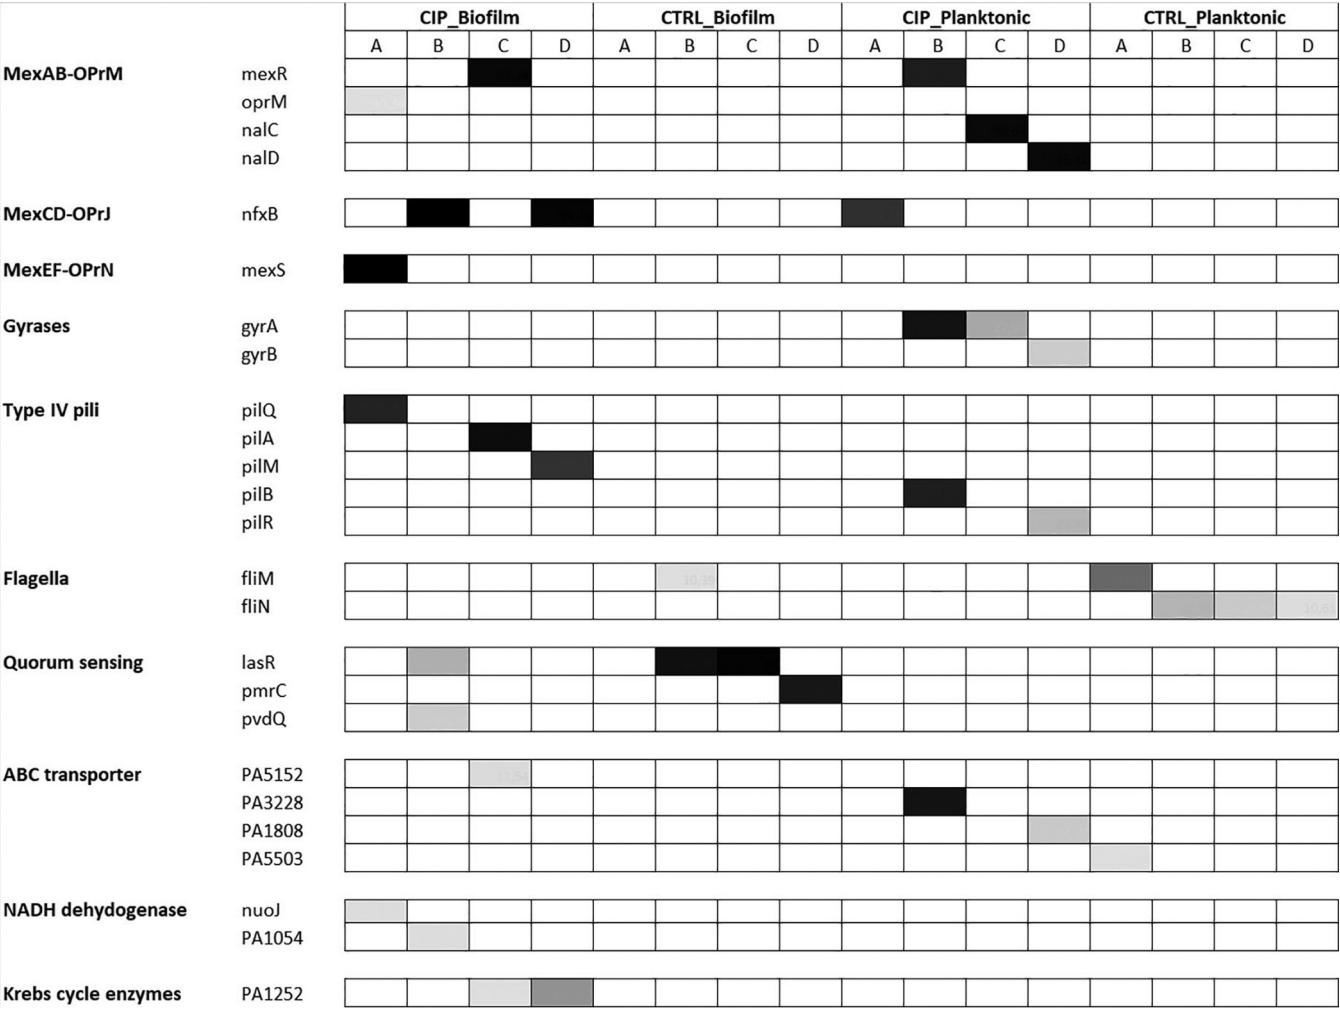 CIP_Biofilm CTRL_Biofilm CIP_Planktonic CTRL_Planktonic
A B C D A B C D A B C D A B C D
MexAB-OPrM mexR
oprM
nalC
nalD
MexCD-OPrJ nfxB
MexEF-OPrN mexS
Gyrases gyrA
gyrB
Type IV pili pilQ
pilA
pilM
pilB
pilR
Flagella fliM 10,39
fliN
Quorum sensing lasR
pmrC
pvdQ
ABC transporter PA5152
PA3228
PA1808
PA5503
NADH dehydogenase nuoJ
PA1054
Krebs cycle enzymes PA1252